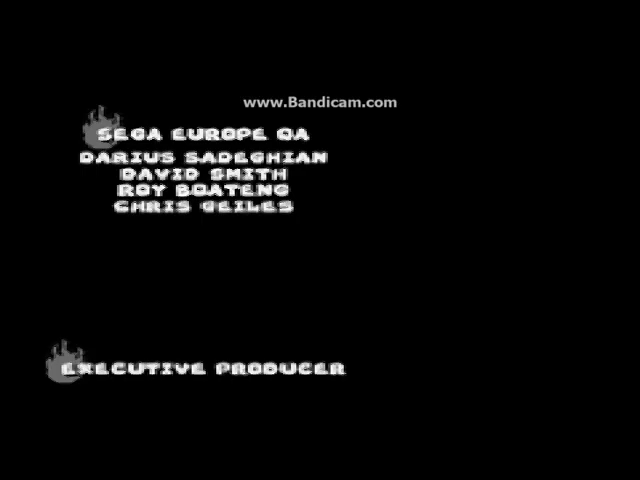 www.Bandicam.com
SEGA EUROPE QA
DARIUS SADEGHIAN
DAVID SMITH
ROY BOATENG
CHRIS GEILES
EXECUTIVE PRODUCER